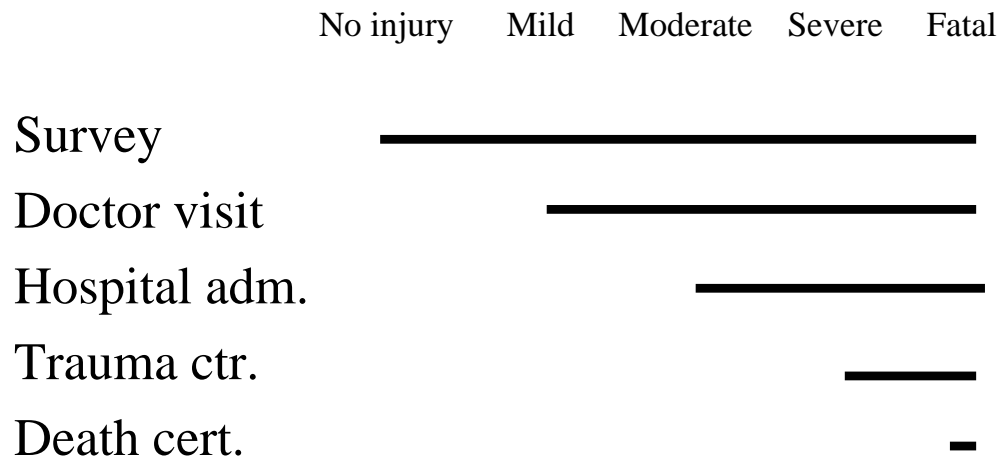 No injury Mild Moderate Severe Fatal
Survey
Doctor visit
Hospital adm.
Trauma ctr.
Death cert.